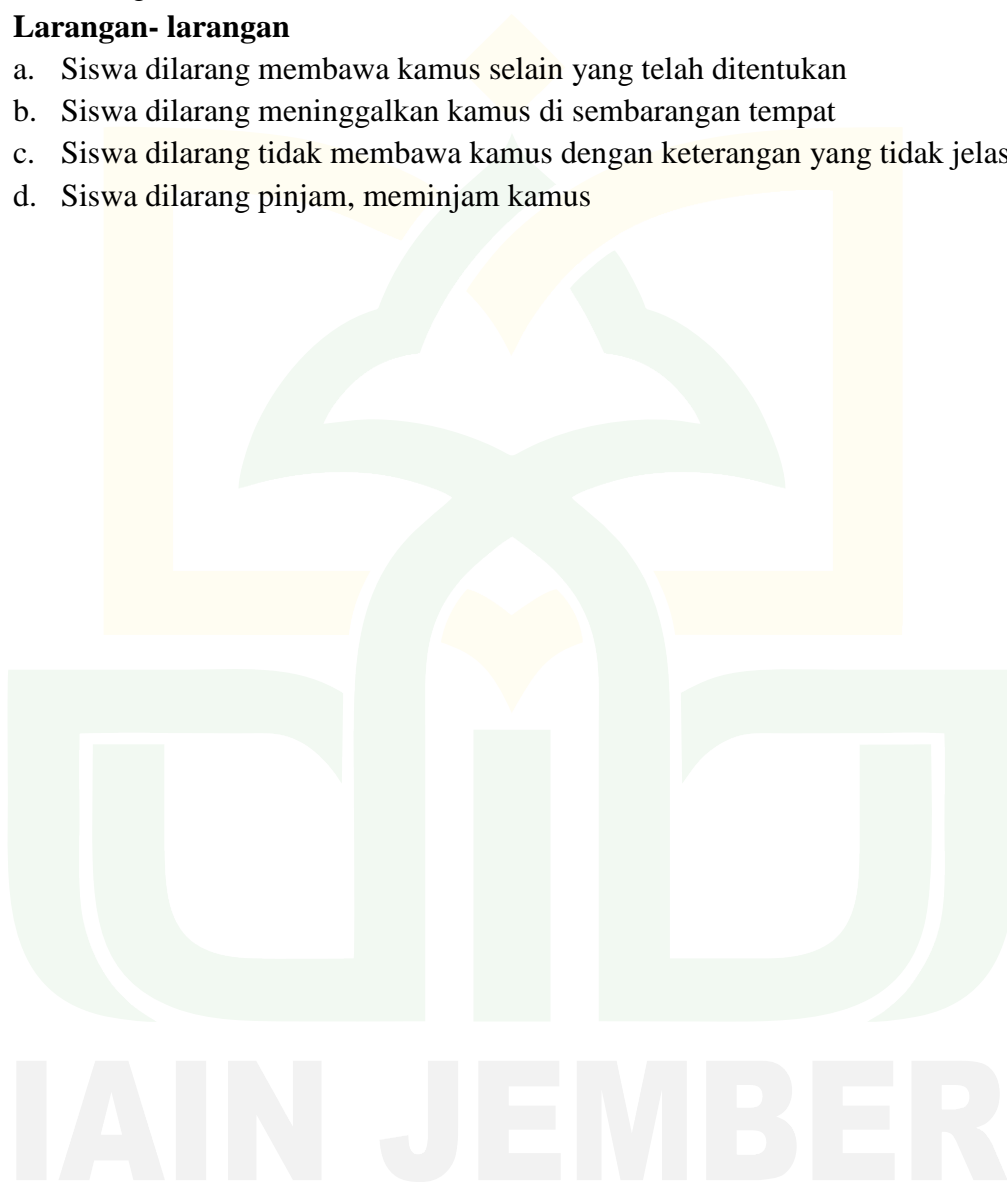 Larangan- larangan
a. Siswa dilarang membawa kamus selain yang telah ditentukan
b. Siswa dilarang meninggalkan kamus di sembarangan tempat
c. Siswa dilarang tidak membawa kamus dengan keterangan yang tidak jelas
d. Siswa dilarang pinjam, meminjam kamus
IAIN JEMBER